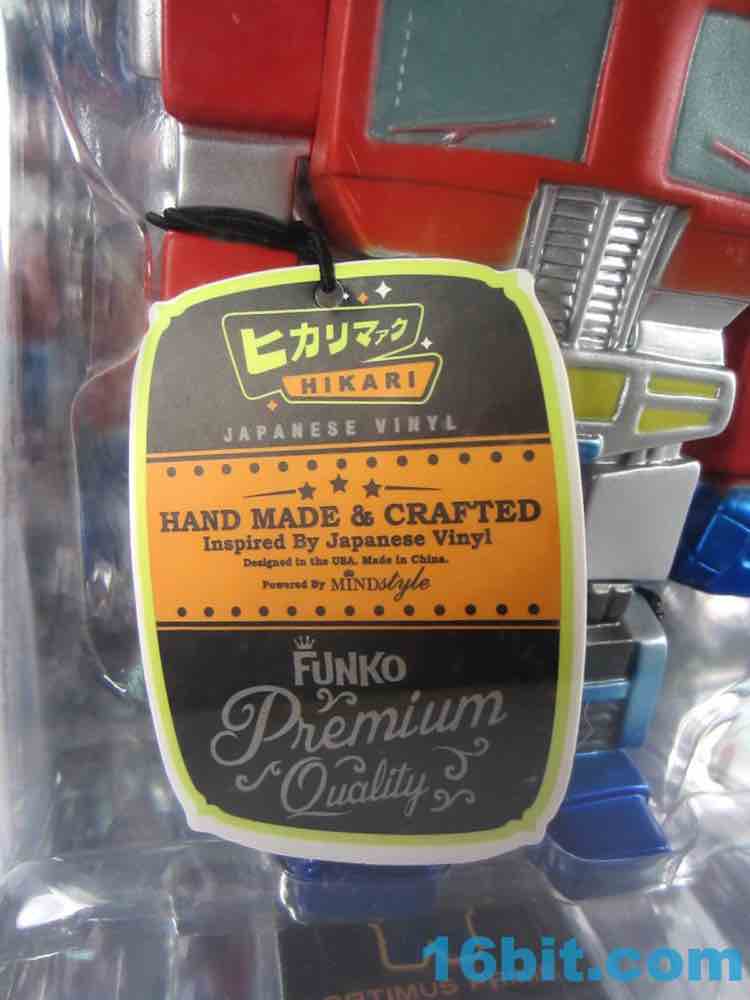 ヒカリマァク
HIKARI
JAPANESE VINYL
HAND MADE & CRAFTED
Inspired By Japanese Vinyl
Designed in the USA. Made in China.
Powered By MINDstyle
FUNKO
Premium
Quality
OPTIMUS
16bit.com